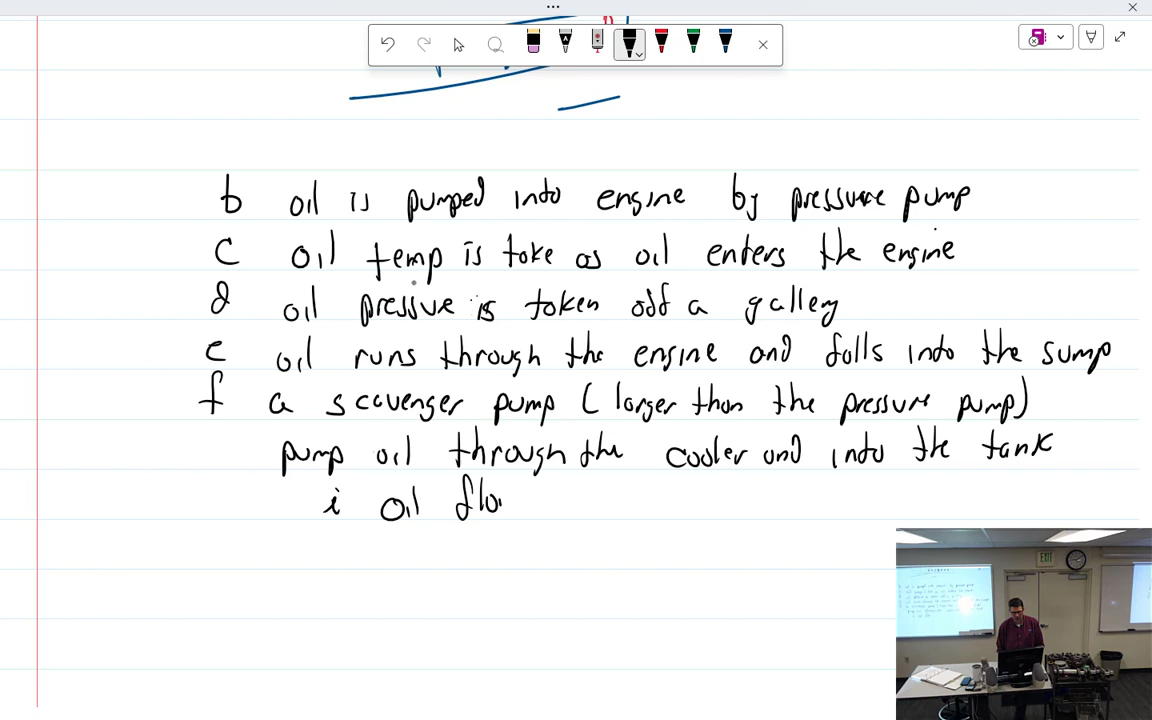 b oil is pumped into engine by pressure pump
c oil temp is take as oil enters the engine
d oil pressure is taken off a gallery
e oil runs through the engine and falls into the sump
f a scavenger pump (larger than the pressure pump)
pump oil through the cooler and into the tank
i oil flo
EXIT